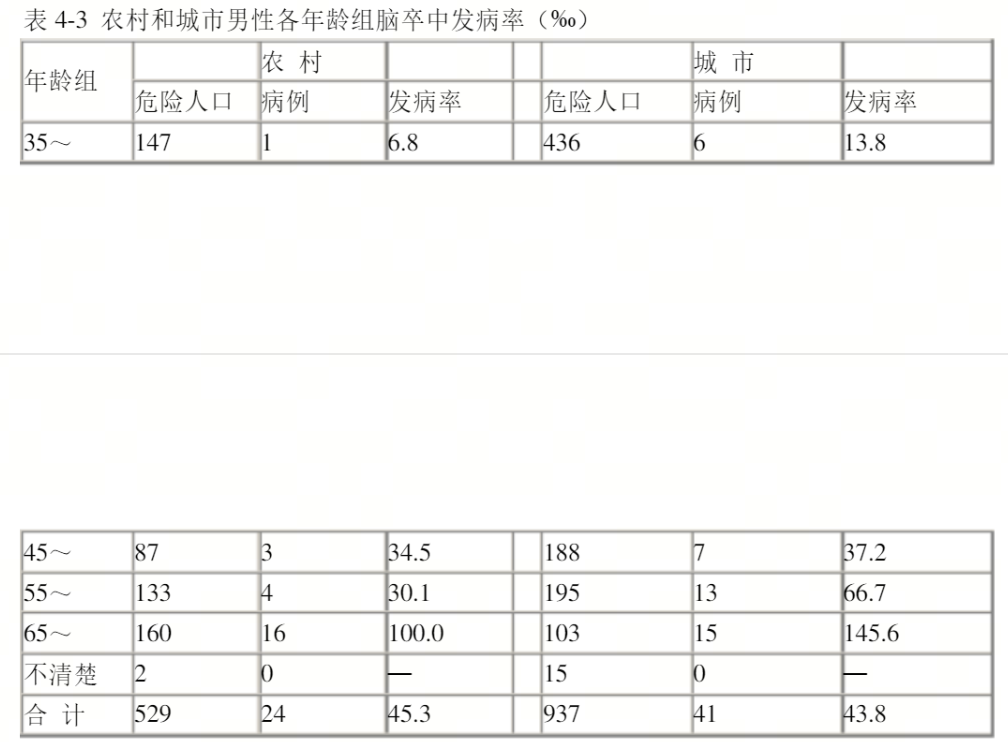 表 4-3 农村和城市男性各年龄组脑卒中发病率（‰）
年龄组 农 村 城 市
危险人口 病例 发病率 危险人口 病例 发病率
35～ 147 1 6.8 436 6 13.8
45～ 87 3 34.5 188 7 37.2
55～ 133 4 30.1 195 13 66.7
65～ 160 16 100.0 103 15 145.6
不清楚 2 0 — 15 0 —
合 计 529 24 45.3 937 41 43.8